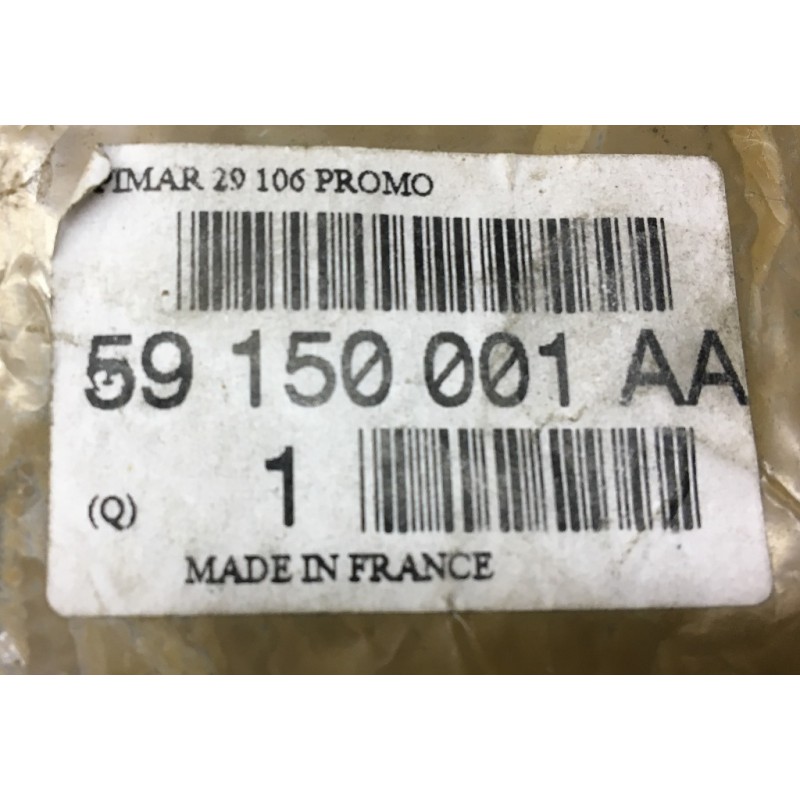 PIMAR 29 106 PROMO
59 150 001 AA
1
(Q)
MADE IN FRANCE